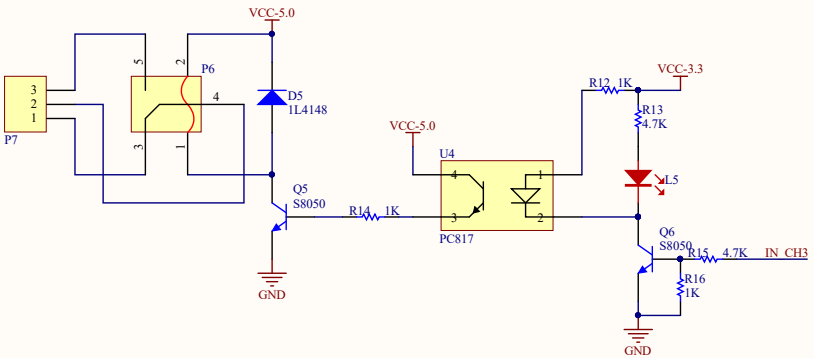 VCC-5.0
5
2
P6
3
2
1
P7
4
3
1
D5
1L4148
Q5
S8050
GND
R14 1K
VCC-5.0
U4
4
3
1
2
PC817
R12 1K
VCC-3.3
R13
4.7K
L5
Q6
S8050
R15 4.7K
IN_CH3
R16
1K
GND